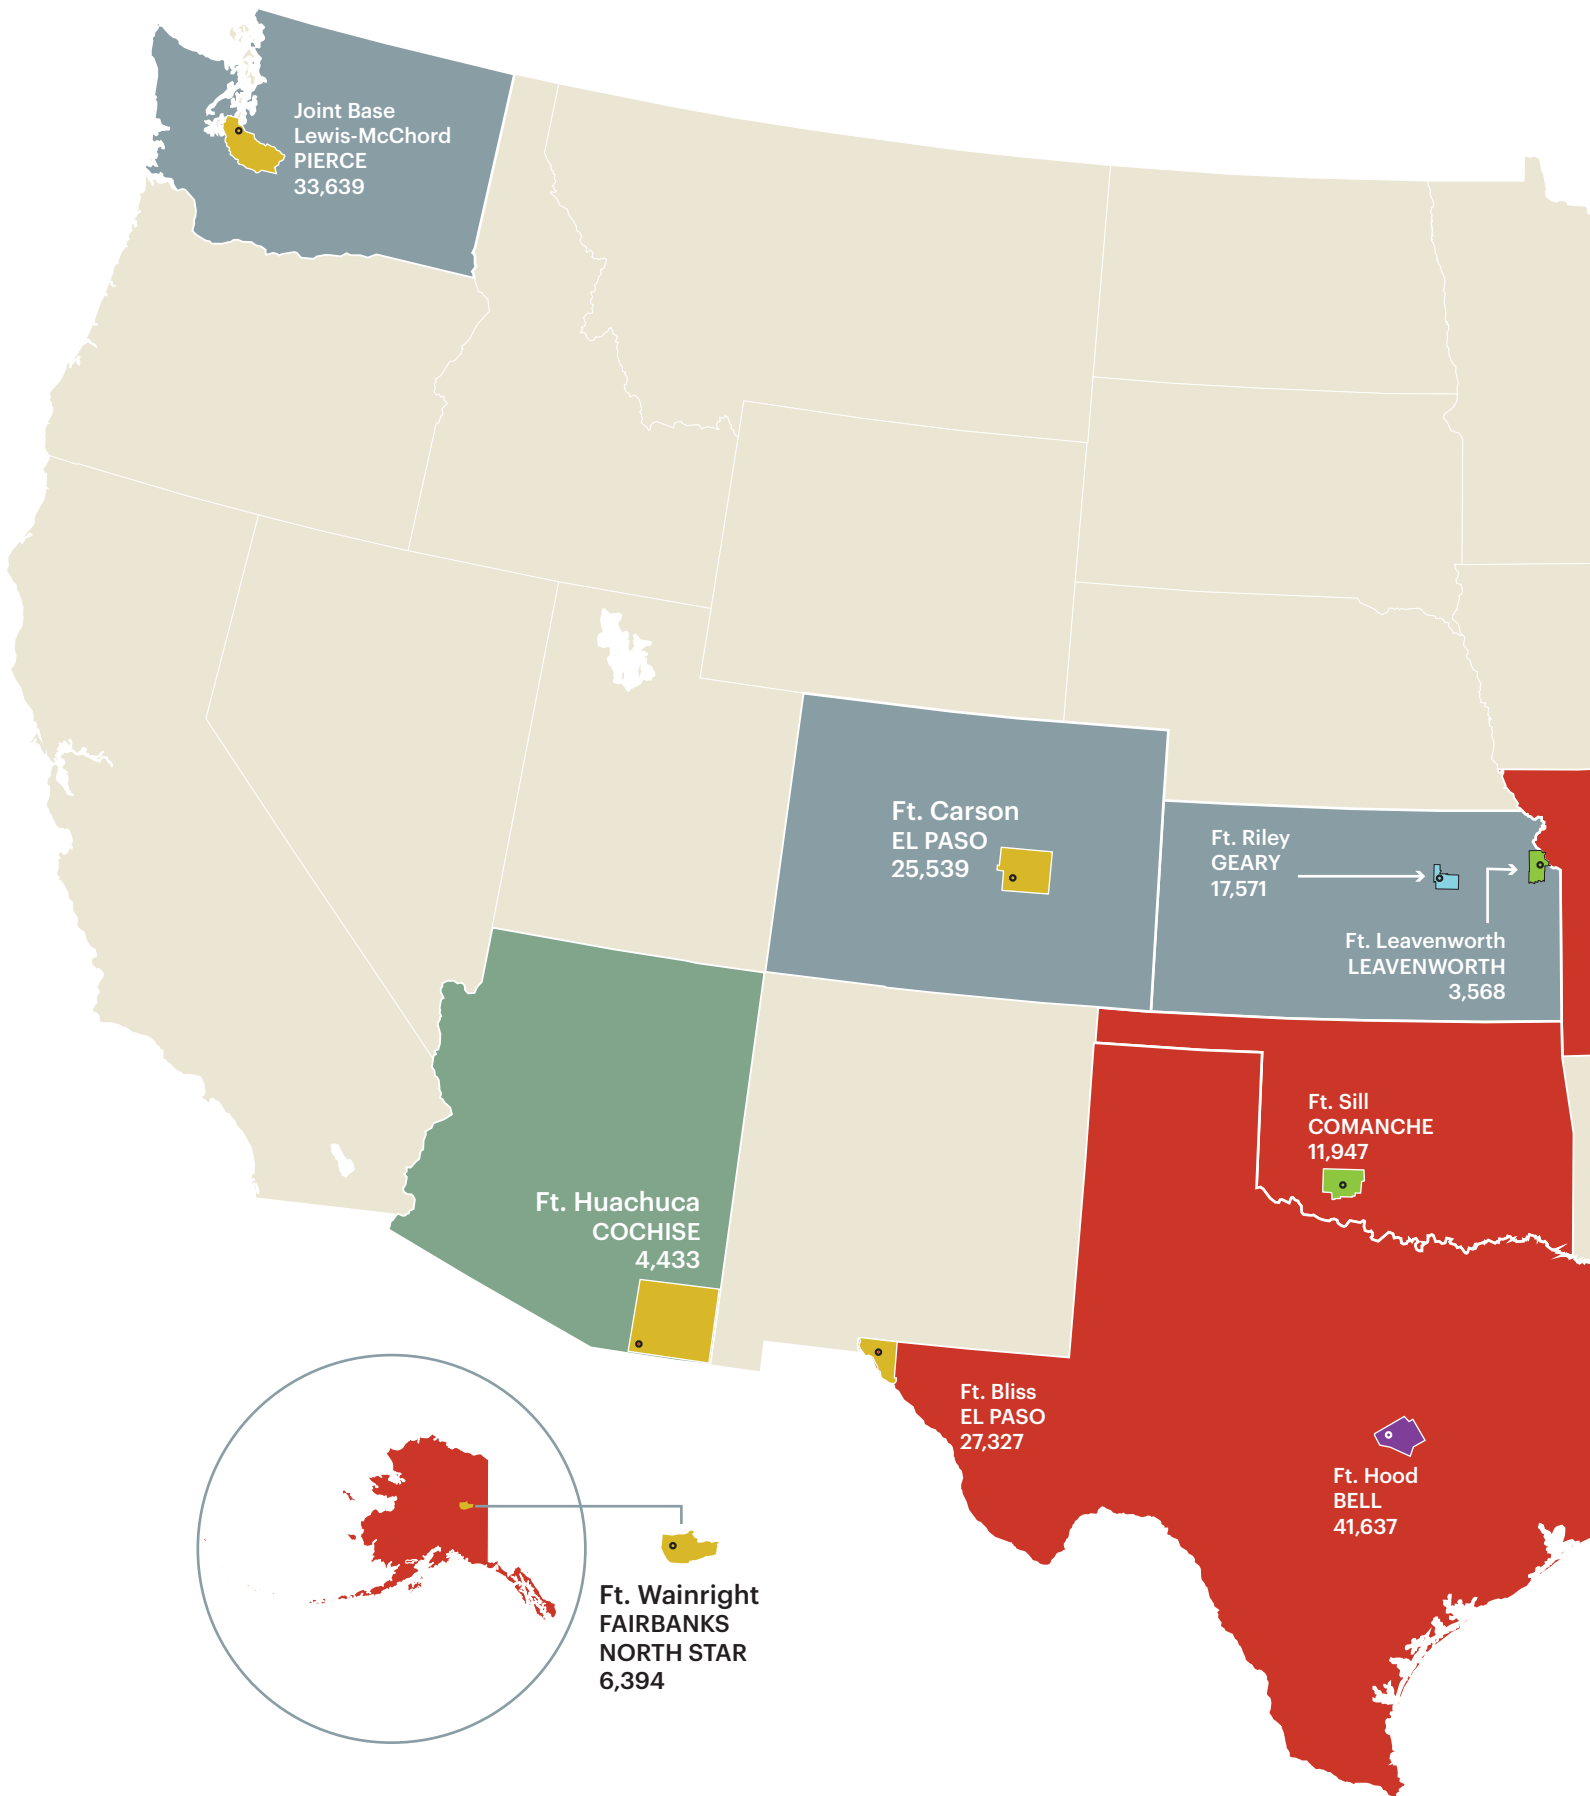 Joint Base
Lewis-McChord
PIERCE
33,639
Ft. Carson
EL PASO
25,539
Ft. Riley
GEARY
17,571
Ft. Leavenworth
LEAVENWORTH
3,568
Ft. Sill
COMANCHE
11,947
Ft. Huachuca
COCHISE
4,433
Ft. Bliss
EL PASO
27,327
Ft. Hood
BELL
41,637
Ft. Wainright
FAIRBANKS
NORTH STAR
6,394